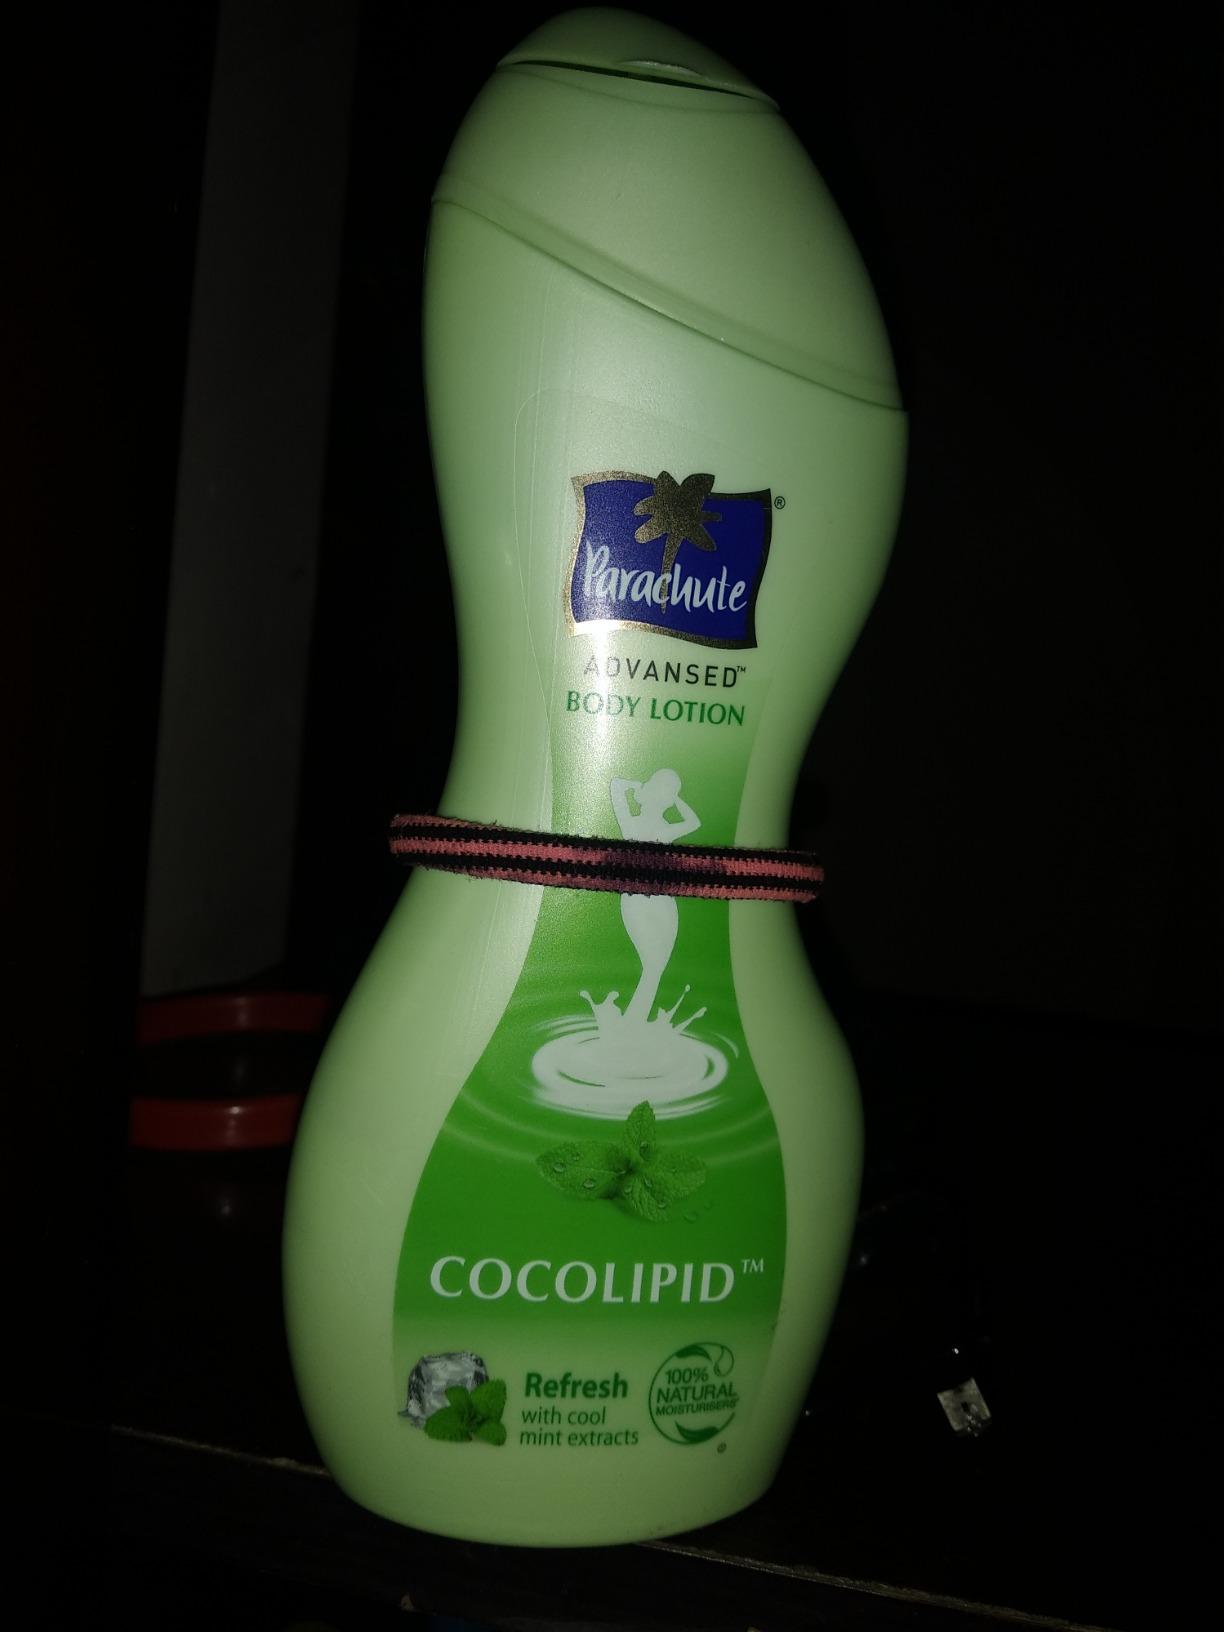 Parachute®
ADVANSED™
BODY LOTION
COCOLIPID™
Refresh
with cool
mint extracts
100%
NATURAL
MOISTURISERS